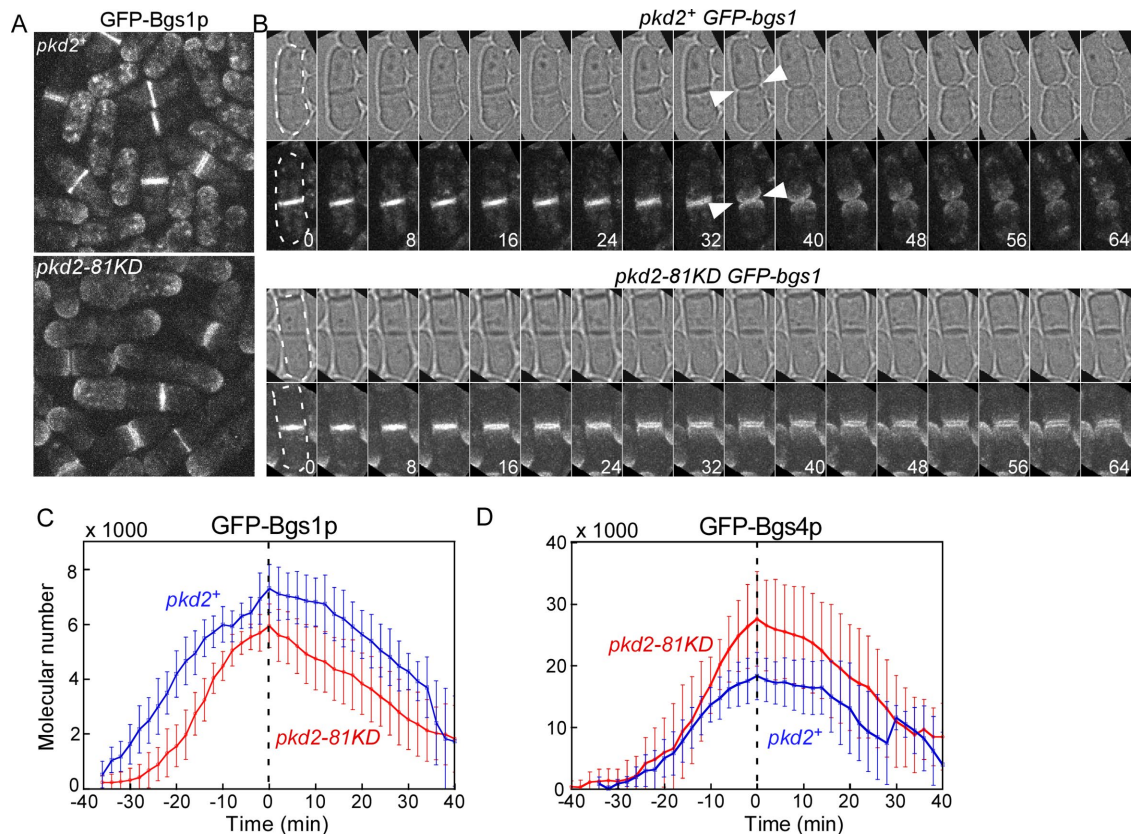 A
GFP-Bgs1p
pkd2+
pkd2-81KD
B
pkd2+ GFP-bgs1
0 8 16 24 32 40 48 56 64
pkd2-81KD GFP-bgs1
0 8 16 24 32 40 48 56 64
C
x 1000
GFP-Bgs1p
Molecular number
8
6
4
2
0
pkd2+
pkd2-81KD
-40 -30 -20 -10 0 10 20 30 40
Time (min)
D
x 1000
GFP-Bgs4p
40
30
20
10
0
pkd2-81KD
pkd2+
-40 -30 -20 -10 0 10 20 30 40
Time (min)